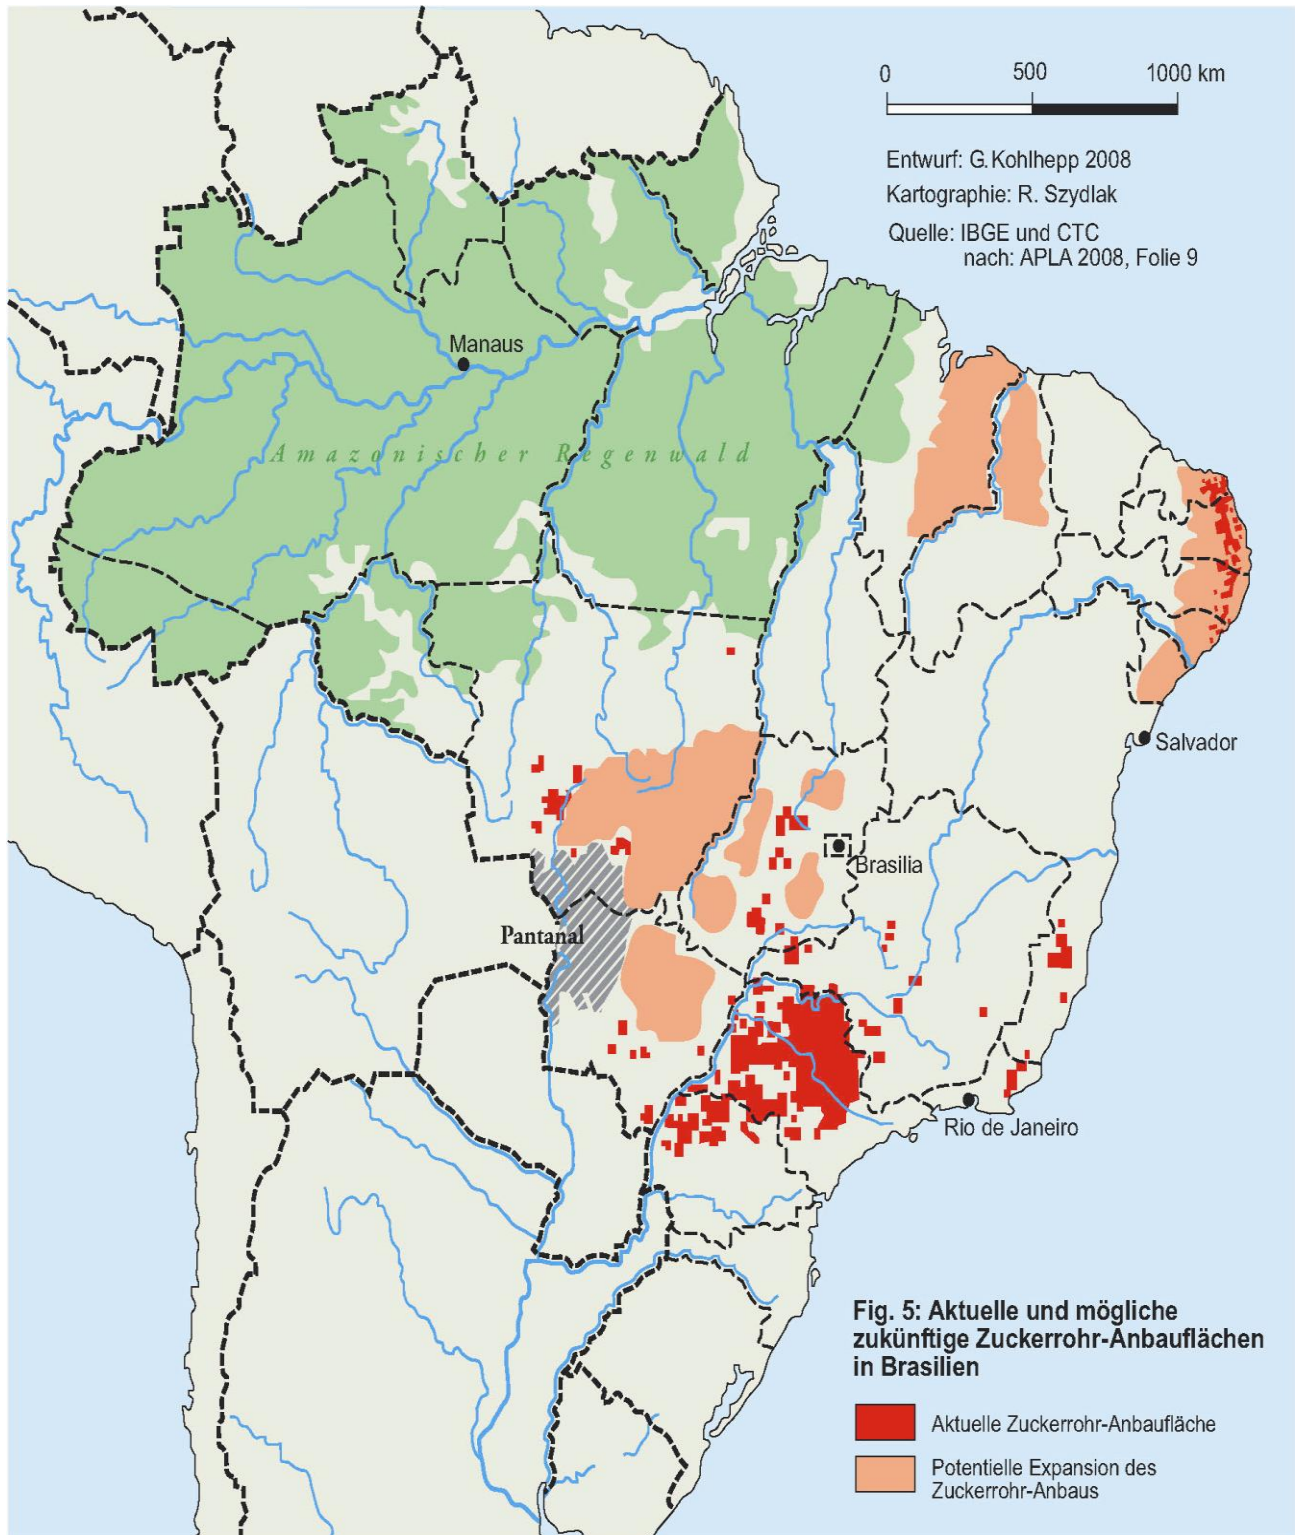 0 500 1000 km
Entwurf: G. Kohlhepp 2008
Kartographie: R. Szydlak
Quelle: IBGE und CTC
nach: APLA 2008, Folie 9
Manaus
Amazonischer Regenwald
Salvador
Brasilia
Pantanal
Rio de Janeiro
Fig. 5: Aktuelle und mögliche
zukünftige Zuckerrohr-Anbauflächen
in Brasilien
Aktuelle Zuckerrohr-Anbaufläche
Potentielle Expansion des
Zuckerrohr-Anbaus